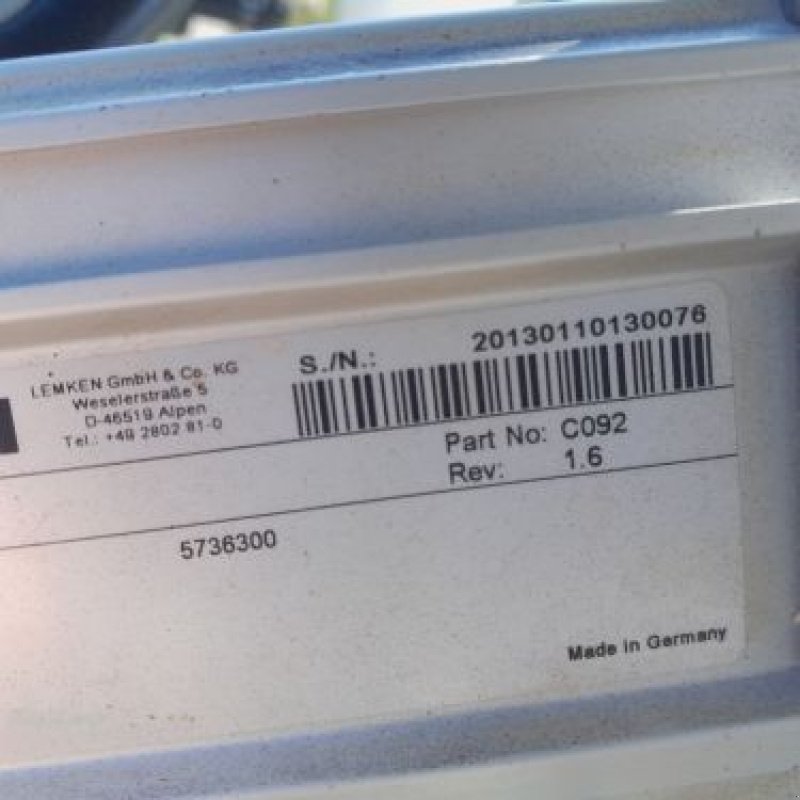 LEMKEN GmbH & Co. KG
Weselerstraße 5
D-46519 Alpen
Tel.: +49 2802 81-0
S./N.: 20130110130076
Part No: C092
Rev: 1.6
5736300
Made in Germany